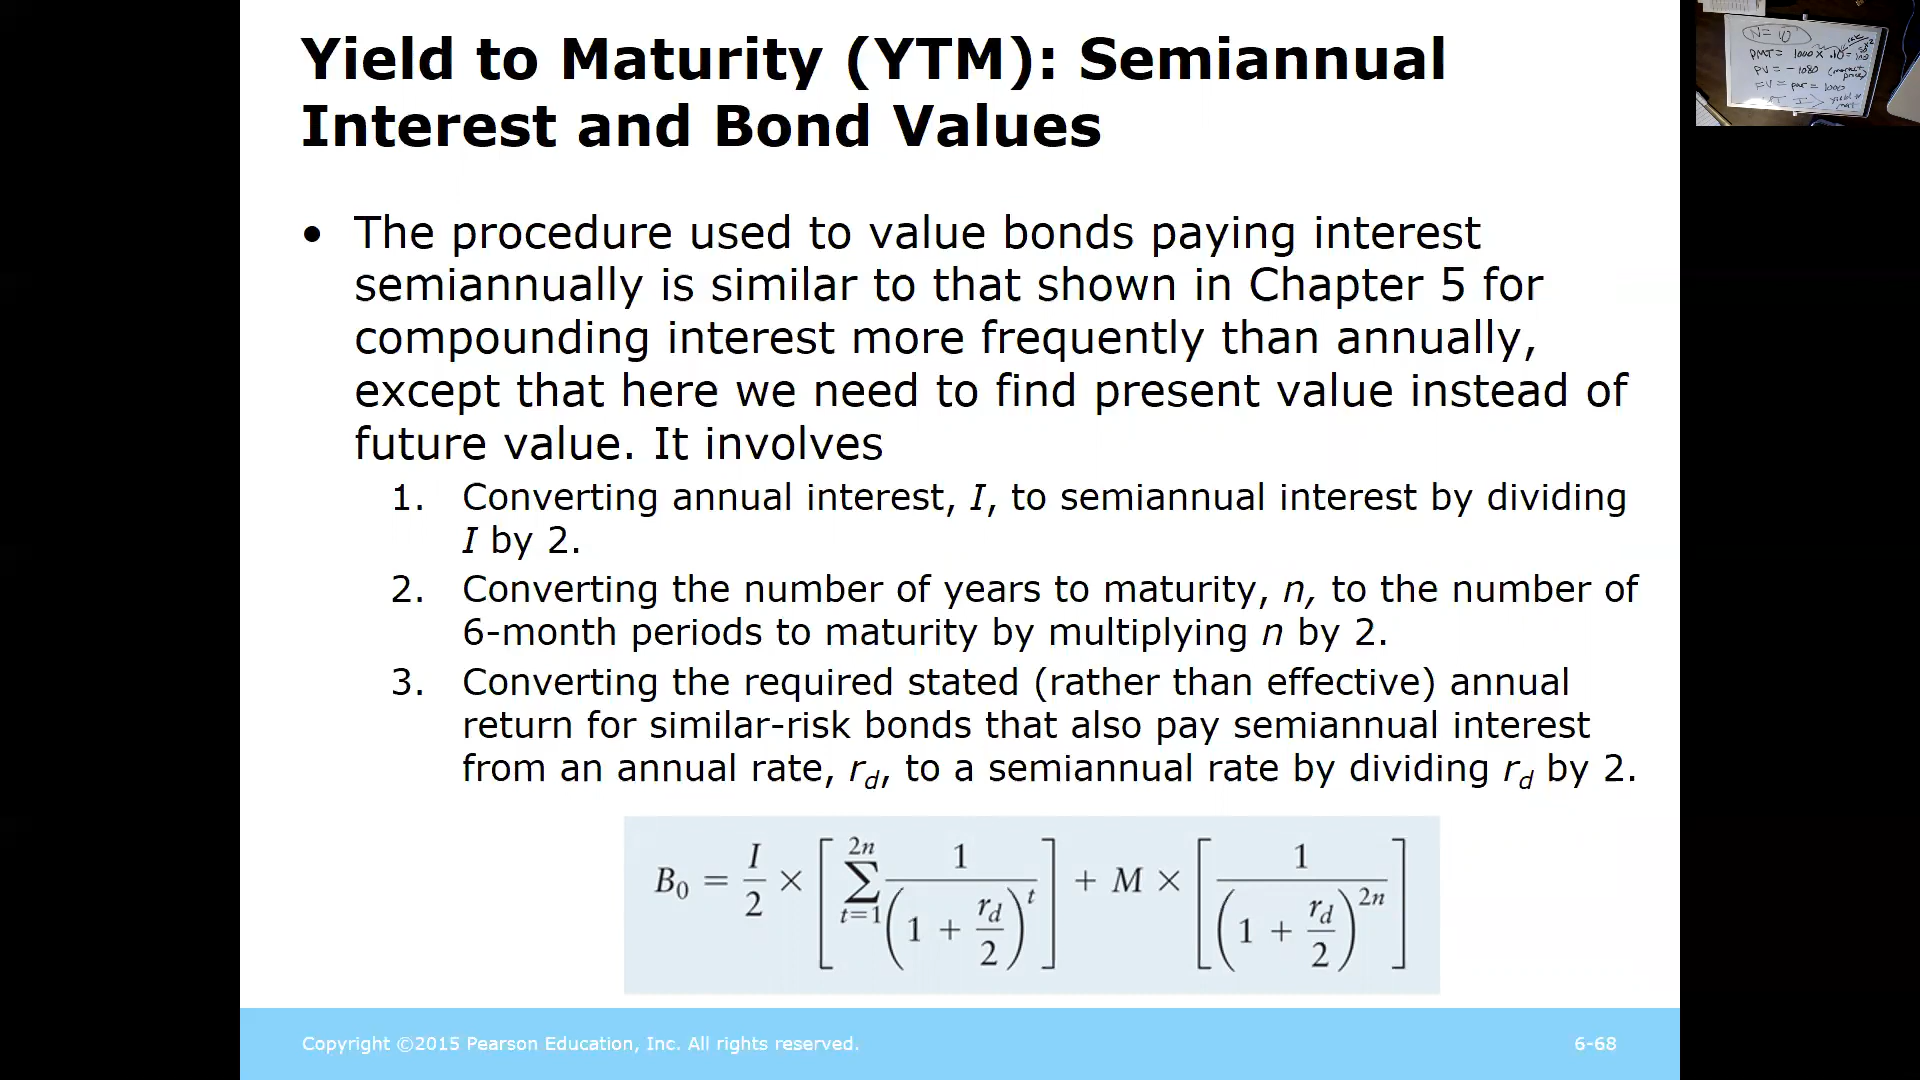 Yield to Maturity (YTM): Semiannual
Interest and Bond Values
• The procedure used to value bonds paying interest
semiannually is similar to that shown in Chapter 5 for
compounding interest more frequently than annually,
except that here we need to find present value instead of
future value. It involves
1. Converting annual interest, I, to semiannual interest by dividing
I by 2.
2. Converting the number of years to maturity, n, to the number of
6-month periods to maturity by multiplying n by 2.
3. Converting the required stated (rather than effective) annual
return for similar-risk bonds that also pay semiannual interest
from an annual rate, r_d, to a semiannual rate by dividing r_d by 2.
B₀ = I/2 × [ ∑_{t=1}^{2n} 1/(1 + r_d/2)^t ] + M × [ 1/(1 + r_d/2)^{2n} ]
Copyright ©2015 Pearson Education, Inc. All rights reserved.
6-68
PMT = 1000 × .10 =
PV = -1080 (market
price)
FV = par = 1000